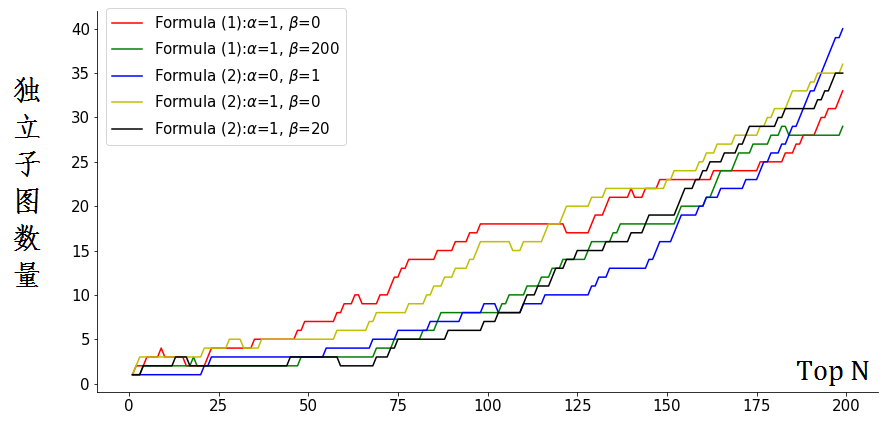 Formula (1):α=1, β=0
Formula (1):α=1, β=200
Formula (2):α=0, β=1
Formula (2):α=1, β=0
Formula (2):α=1, β=20
独立子图数量
40
35
30
25
20
15
10
5
0
0 25 50 75 100 125 150 175 200
Top N